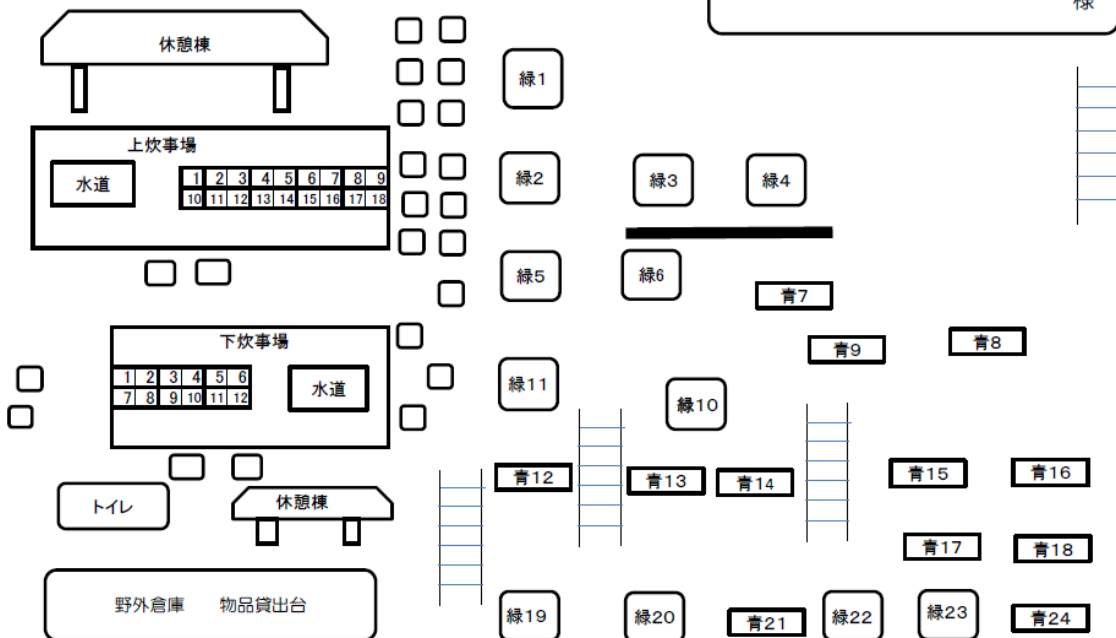 様
休憩棟
緑1
上炊事場
水道
1 2 3 4 5 6 7 8 9
10 11 12 13 14 15 16 17 18
緑2
緑3
緑4
緑5
緑6
青7
下炊事場
青9
青8
1 2 3 4 5 6
7 8 9 10 11 12
水道
緑11
緑10
青12
青13
青14
青15
青16
トイレ
休憩棟
青17
青18
野外倉庫 物品貸出台
緑19
緑20
青21
緑22
緑23
青24